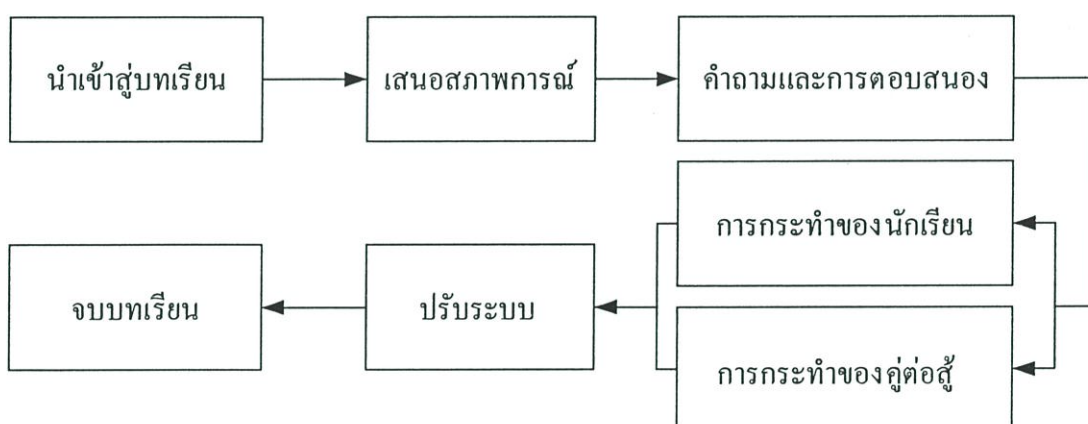 นำเข้าสู่บทเรียน
เสนอสภาพการณ์
คำถามและการตอบสนอง
การกระทำของนักเรียน
การกระทำของคู่ต่อสู้
ปรับระบบ
จบบทเรียน